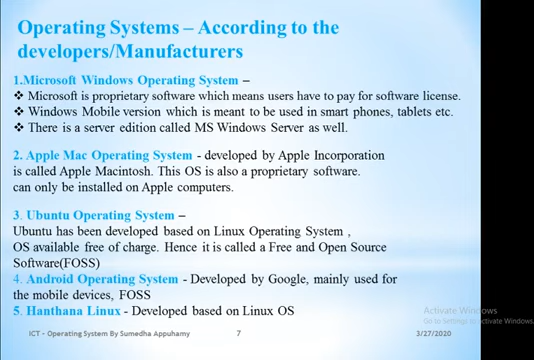 Operating Systems – According to the
developers/Manufacturers
1.Microsoft Windows Operating System –
❖ Microsoft is proprietary software which means users have to pay for software license.
❖ Windows Mobile version which is meant to be used in smart phones, tablets etc.
❖ There is a server edition called MS Windows Server as well.
2. Apple Mac Operating System - developed by Apple Incorporation
is called Apple Macintosh. This OS is also a proprietary software.
can only be installed on Apple computers.
3. Ubuntu Operating System –
Ubuntu has been developed based on Linux Operating System ,
OS available free of charge. Hence it is called a Free and Open Source
Software(FOSS)
4. Android Operating System - Developed by Google, mainly used for
the mobile devices, FOSS
5. Hanthana Linux - Developed based on Linux OS
Activate Windows
Go to Settings to activate Windows.
ICT - Operating System By Sumedha Appuhamy 7 3/27/2020